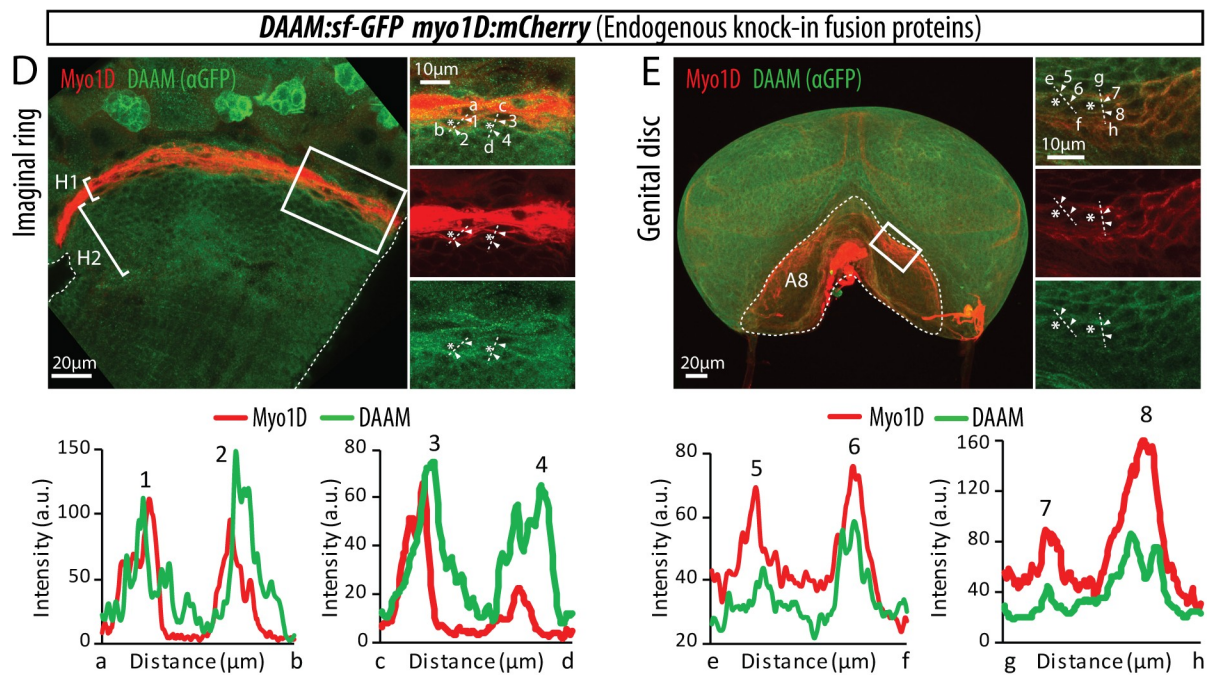 DAAM:sf-GFP myo1D:mCherry (Endogenous knock-in fusion proteins)
D
Imaginal ring
Myo1D DAAM (αGFP)
H1
H2
20μm
10μm
a
c
1
3
b
2
4
d
E
Genital disc
Myo1D DAAM (αGFP)
A8
20μm
e 5 g
6 7
8
f h
10μm
*
*
*
*
*
*
*
*
*
*
*
*
Myo1D DAAM
Intensity (a.u.)
150
100
50
0
1
2
a Distance (μm) b
Intensity (a.u.)
80
60
40
20
0
3
4
c Distance (μm) d
Myo1D DAAM
Intensity (a.u.)
80
60
40
20
5
6
e Distance (μm) f
Intensity (a.u.)
160
120
80
40
0
7
8
g Distance (μm) h